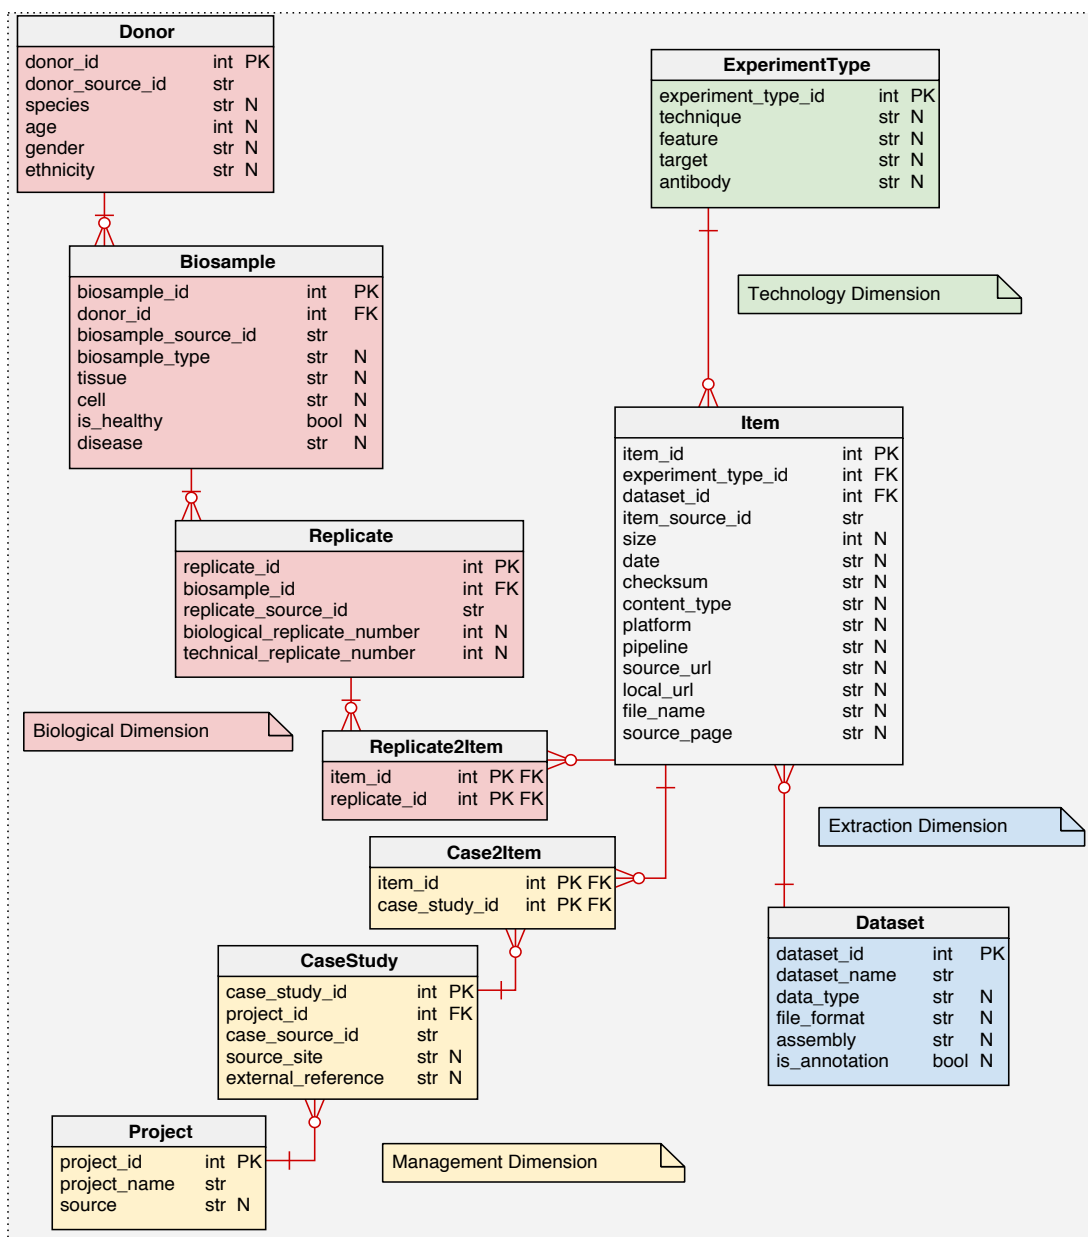 Donor
donor_id int PK
donor_source_id str
species str N
age int N
gender str N
ethnicity str N
ExperimentType
experiment_type_id int PK
technique str N
feature str N
target str N
antibody str N
Biosample
biosample_id int PK
donor_id int FK
biosample_source_id str
biosample_type str N
tissue str N
cell str N
is_healthy bool N
disease str N
Technology Dimension
Item
item_id int PK
experiment_type_id int FK
dataset_id int FK
item_source_id str
size int N
date str N
checksum str N
content_type str N
platform str N
pipeline str N
source_url str N
local_url str N
file_name str N
source_page str N
Replicate
replicate_id int PK
biosample_id int FK
replicate_source_id str
biological_replicate_number int N
technical_replicate_number int N
Biological Dimension
Replicate2Item
item_id int PK FK
replicate_id int PK FK
Extraction Dimension
Case2Item
item_id int PK FK
case_study_id int PK FK
Dataset
dataset_id int PK
dataset_name str
data_type str N
file_format str N
assembly str N
is_annotation bool N
CaseStudy
case_study_id int PK
project_id int FK
case_source_id str
source_site str N
external_reference str N
Project
project_id int PK
project_name str
source str N
Management Dimension